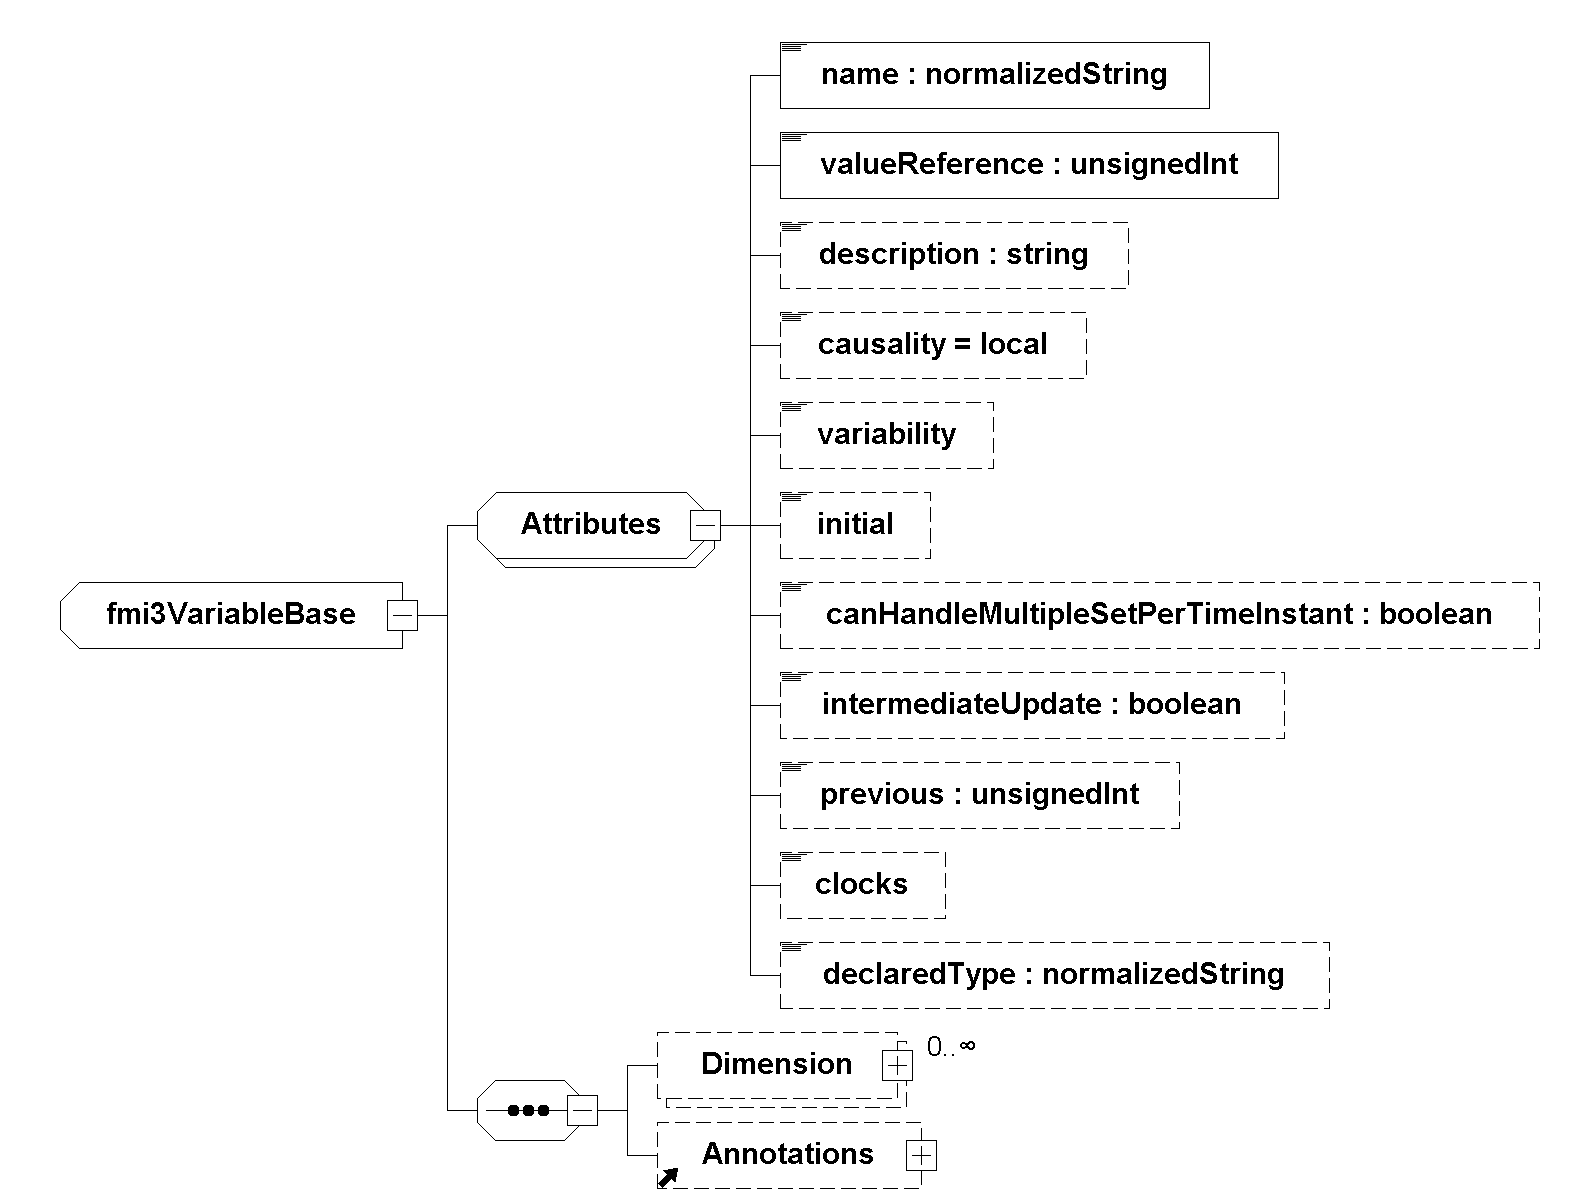 name : normalizedString
valueReference : unsignedInt
description : string
causality = local
variability
Attributes
initial
fmi3VariableBase
canHandleMultipleSetPerTimeInstant : boolean
intermediateUpdate : boolean
previous : unsignedInt
clocks
declaredType : normalizedString
Dimension
0..∞
Annotations